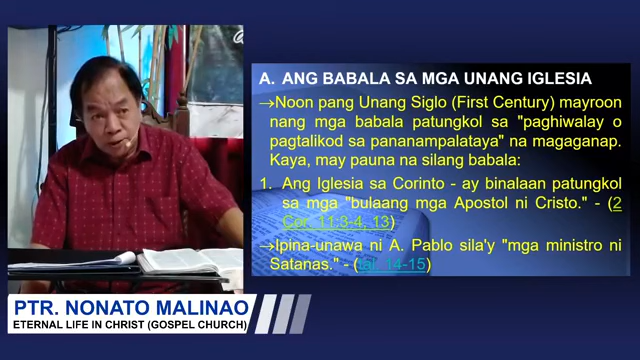 A. ANG BABALA SA MGA UNANG IGLESIA
→Noon pang Unang Siglo (First Century) mayroon
nang mga babala patungkol sa "paghiwalay o
pagtalikod sa pananampalataya" na magaganap.
Kaya, may pauna na silang babala:
1. Ang Iglesia sa Corinto - ay binalaan patungkol
sa mga "bulaang mga Apostol ni Cristo." - (2
Cor. 11:3-4, 13)
→Ipina-unawa ni A. Pablo sila'y "mga ministro ni
Satanas." - (tal. 14-15)
PTR. NONATO MALINAO
ETERNAL LIFE IN CHRIST (GOSPEL CHURCH)